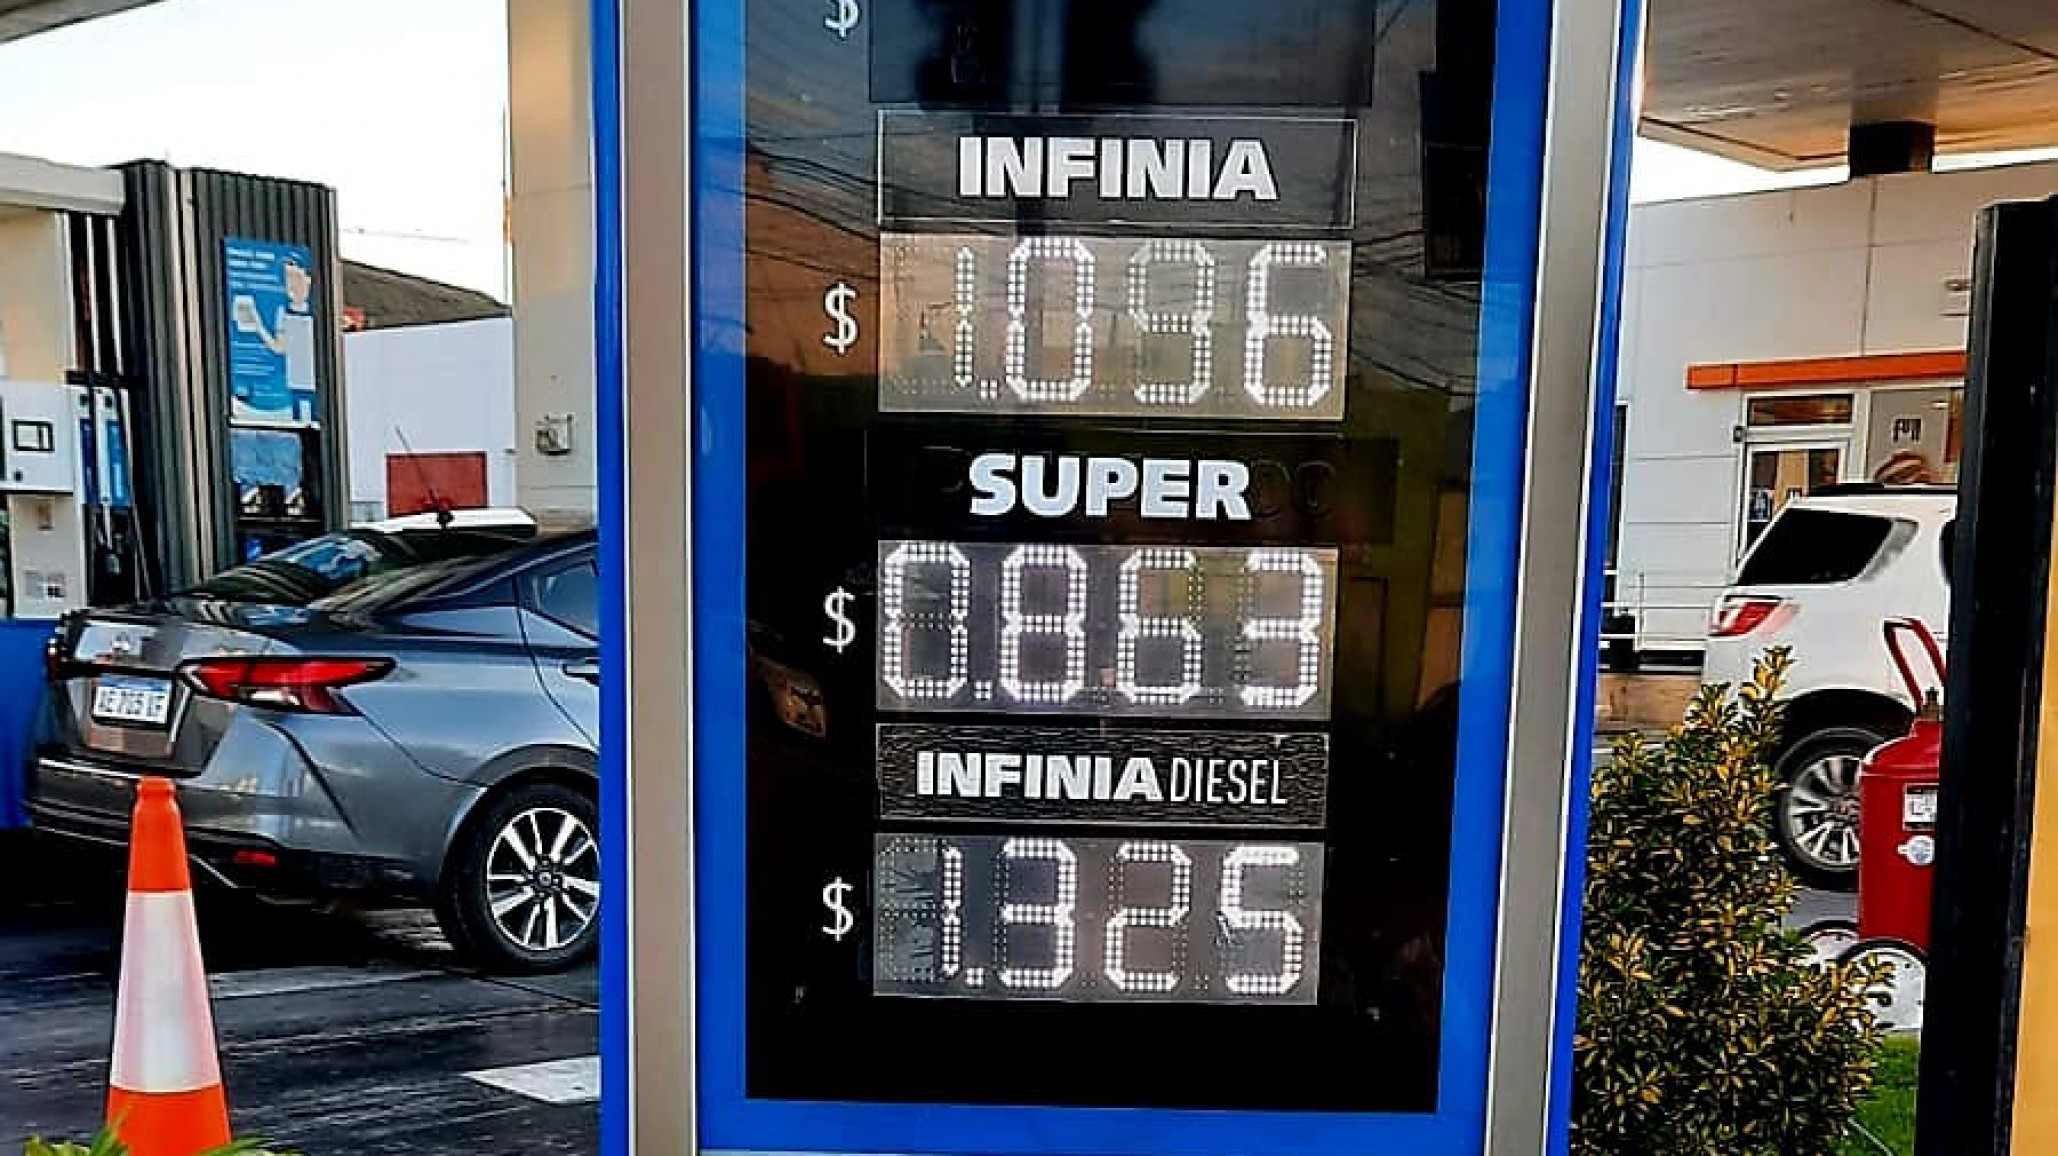 $
INFINIA
$ 1.096
SUPER
$ 0.863
INFINIA DIESEL
$ 1.325